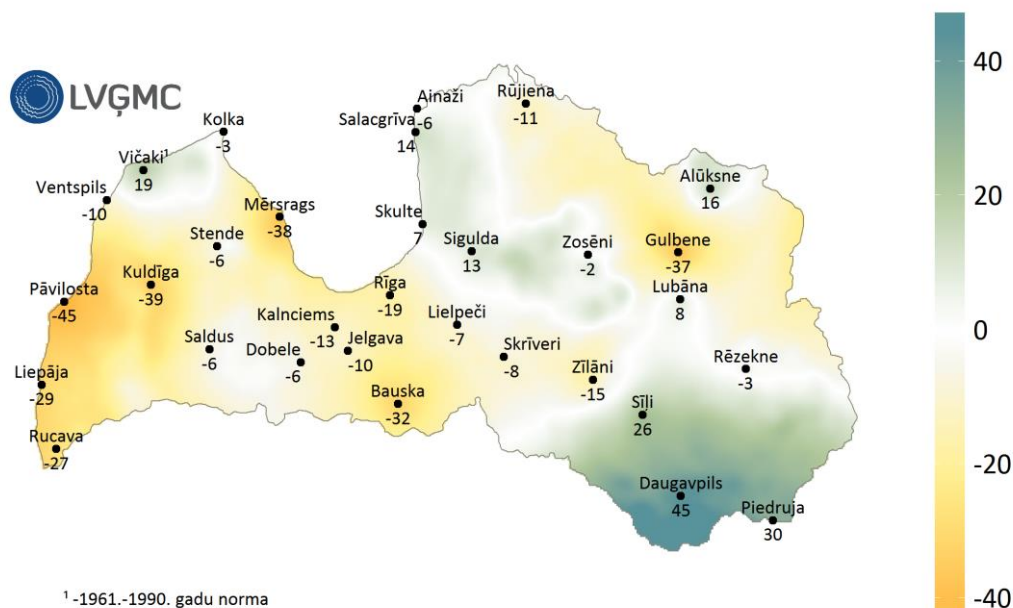 LVĢMC
Kolka
-3
Vičaki¹
19
Ventspils
-10
Mērsrags
-38
Stende
-6
Kuldīga
-39
Pāvilosta
-45
Saldus
-6
Liepāja
-29
Rucava
-27
Kalnciems
-13
Dobele
-6
Jelgava
-10
Bauska
-32
Rīga
-19
Ainaži
-6
Salacgrīva
14
Rūjiena
-11
Skulte
7
Sigulda
13
Zosēni
-2
Alūksne
16
Gulbene
-37
Lubāna
8
Lielpeči
-7
Skrīveri
-8
Zīlāni
-15
Rēzekne
-3
Sīļi
26
Daugavpils
45
Piedruja
30
40
20
0
-20
-40
¹ -1961.-1990. gadu norma